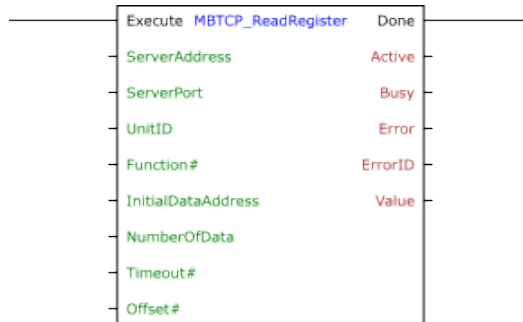 Execute MBTCP_ReadRegister Done
ServerAddress Active
ServerPort Busy
UnitID Error
Function# ErrorID
InitialDataAddress Value
NumberOfData
Timeout#
Offset#